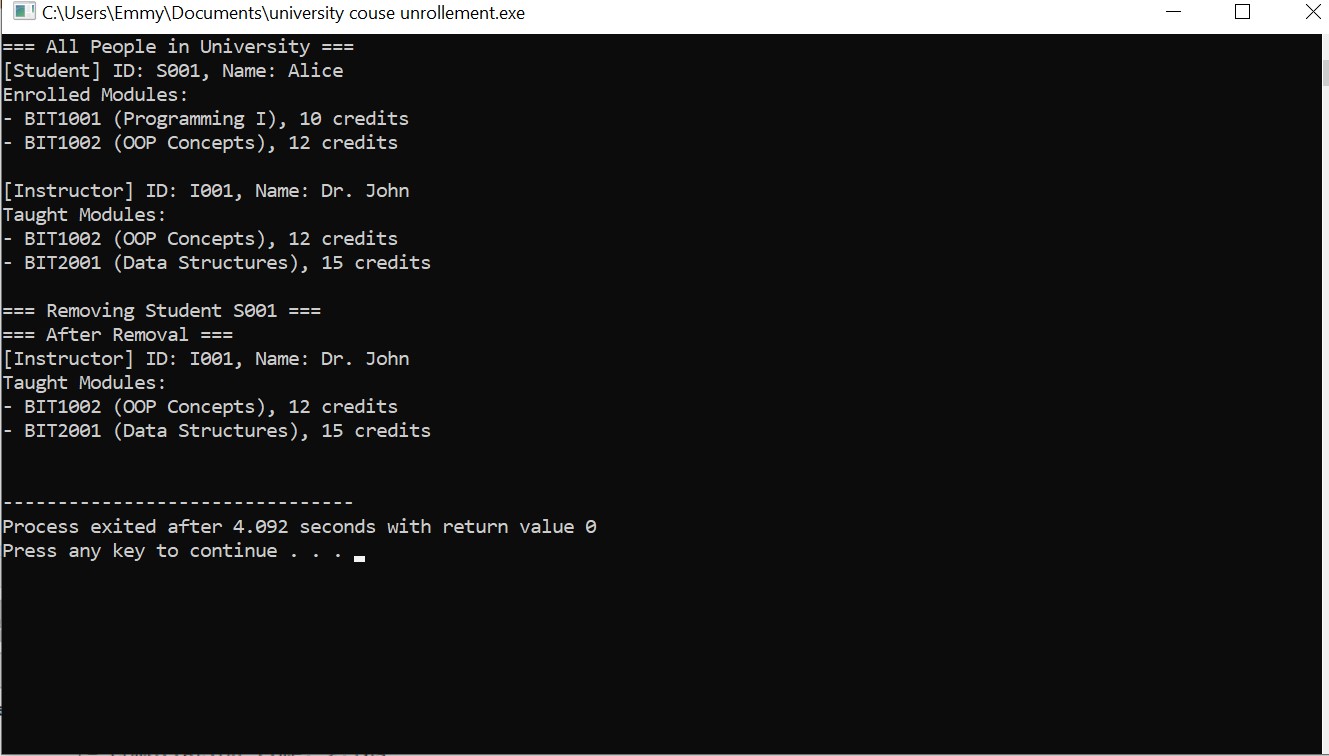 C:\Users\Emmy\Documents\university couse unrollement.exe
=== All People in University ===
[Student] ID: S001, Name: Alice
Enrolled Modules:
- BIT1001 (Programming I), 10 credits
- BIT1002 (OOP Concepts), 12 credits
[Instructor] ID: I001, Name: Dr. John
Taught Modules:
- BIT1002 (OOP Concepts), 12 credits
- BIT2001 (Data Structures), 15 credits
=== Removing Student S001 ===
=== After Removal ===
[Instructor] ID: I001, Name: Dr. John
Taught Modules:
- BIT1002 (OOP Concepts), 12 credits
- BIT2001 (Data Structures), 15 credits
--------------------------------
Process exited after 4.092 seconds with return value 0
Press any key to continue . . .